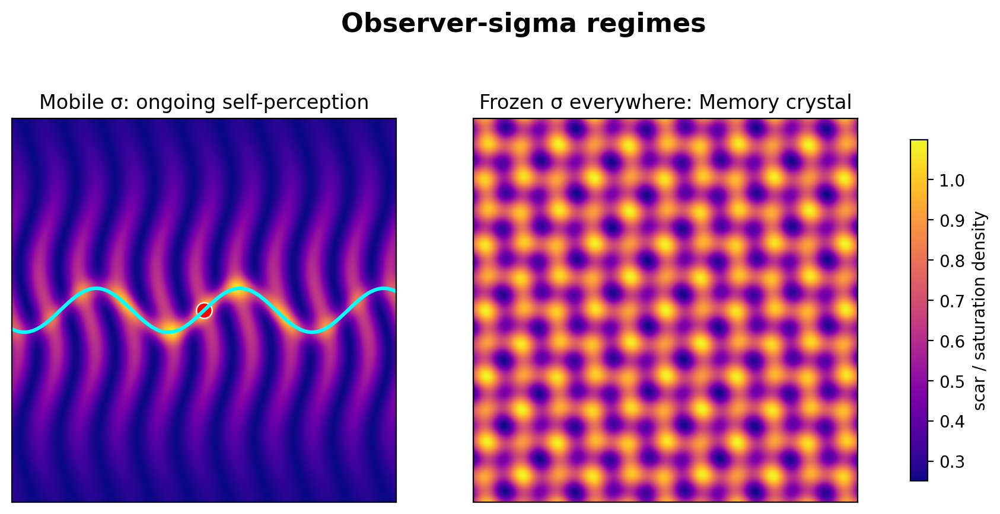 Observer-sigma regimes
Mobile σ: ongoing self-perception
Frozen σ everywhere: Memory crystal
1.0
0.9
0.8
0.7
0.6
0.5
0.4
0.3
scar / saturation density